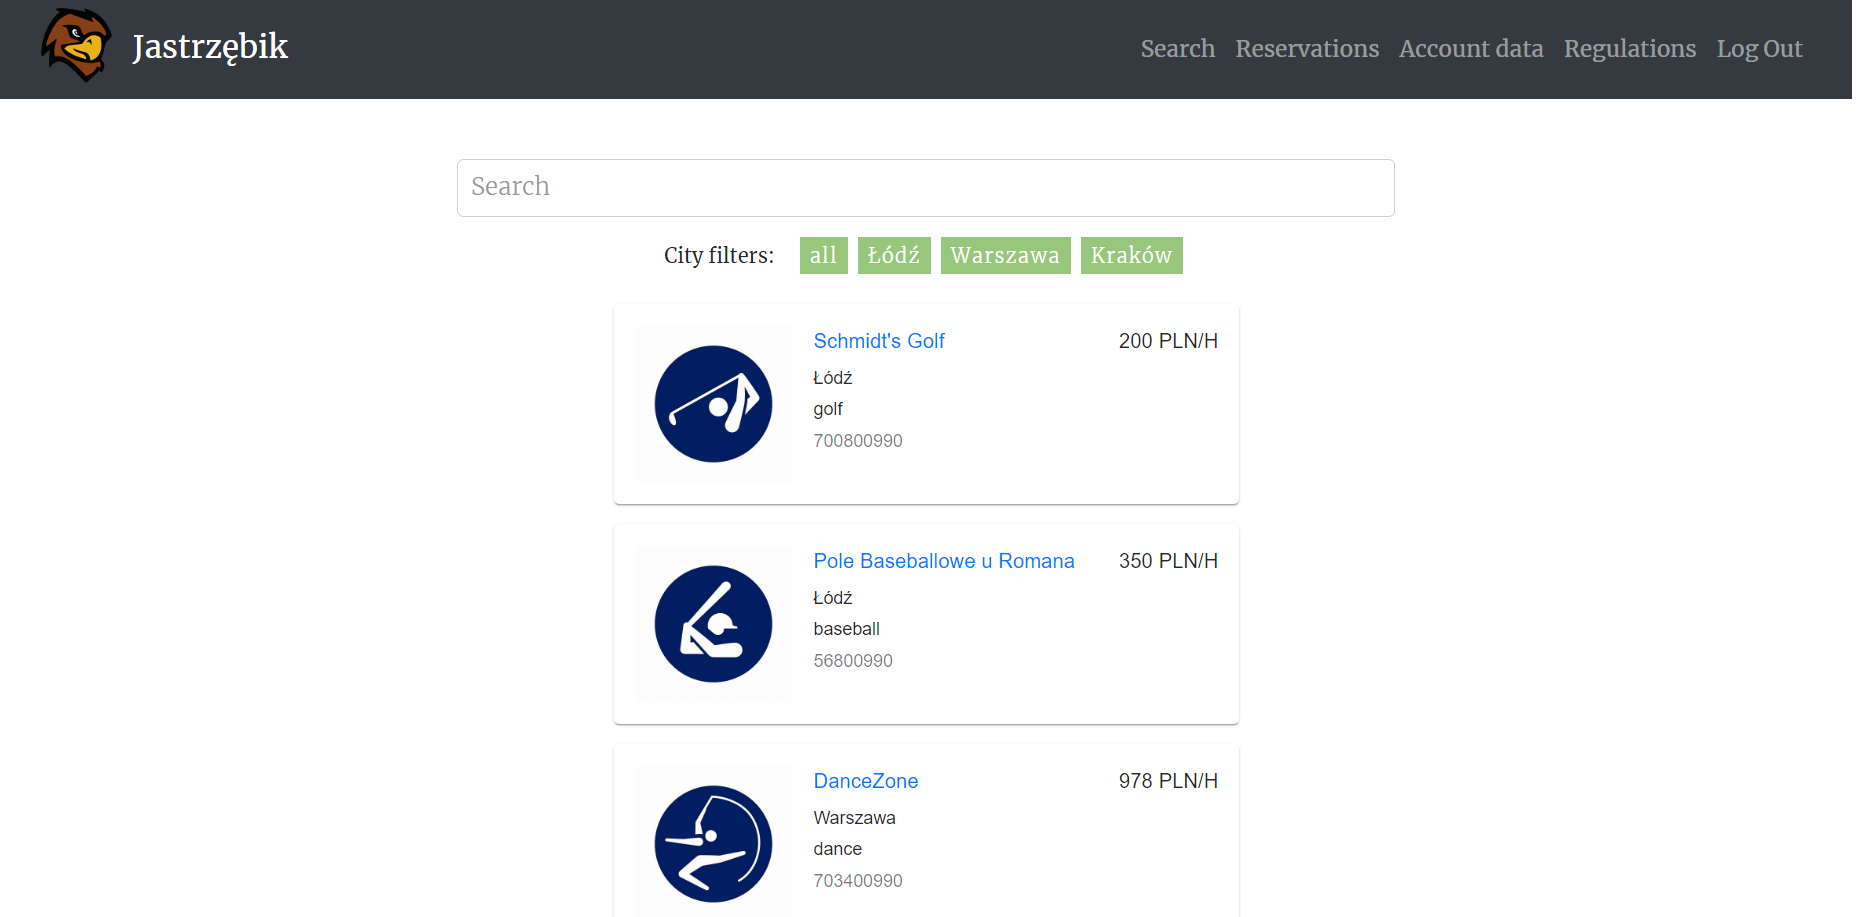 Jastrzębik
Search Reservations Account data Regulations Log Out
Search
City filters: all Łódź Warszawa Kraków
Schmidt's Golf 200 PLN/H
Łódź
golf
700800990
Pole Baseballowe u Romana 350 PLN/H
Łódź
baseball
56800990
DanceZone 978 PLN/H
Warszawa
dance
703400990